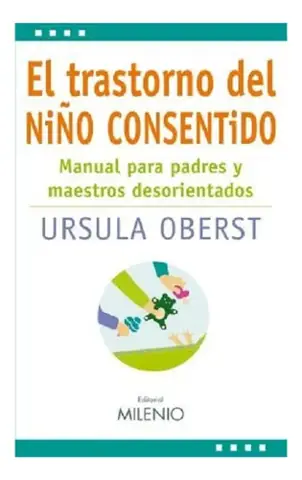 El trastorno del
NiÑO CONSENTiDO
Manual para padres y
maestros desorientados
URSULA OBERST
Editorial
MILENIO